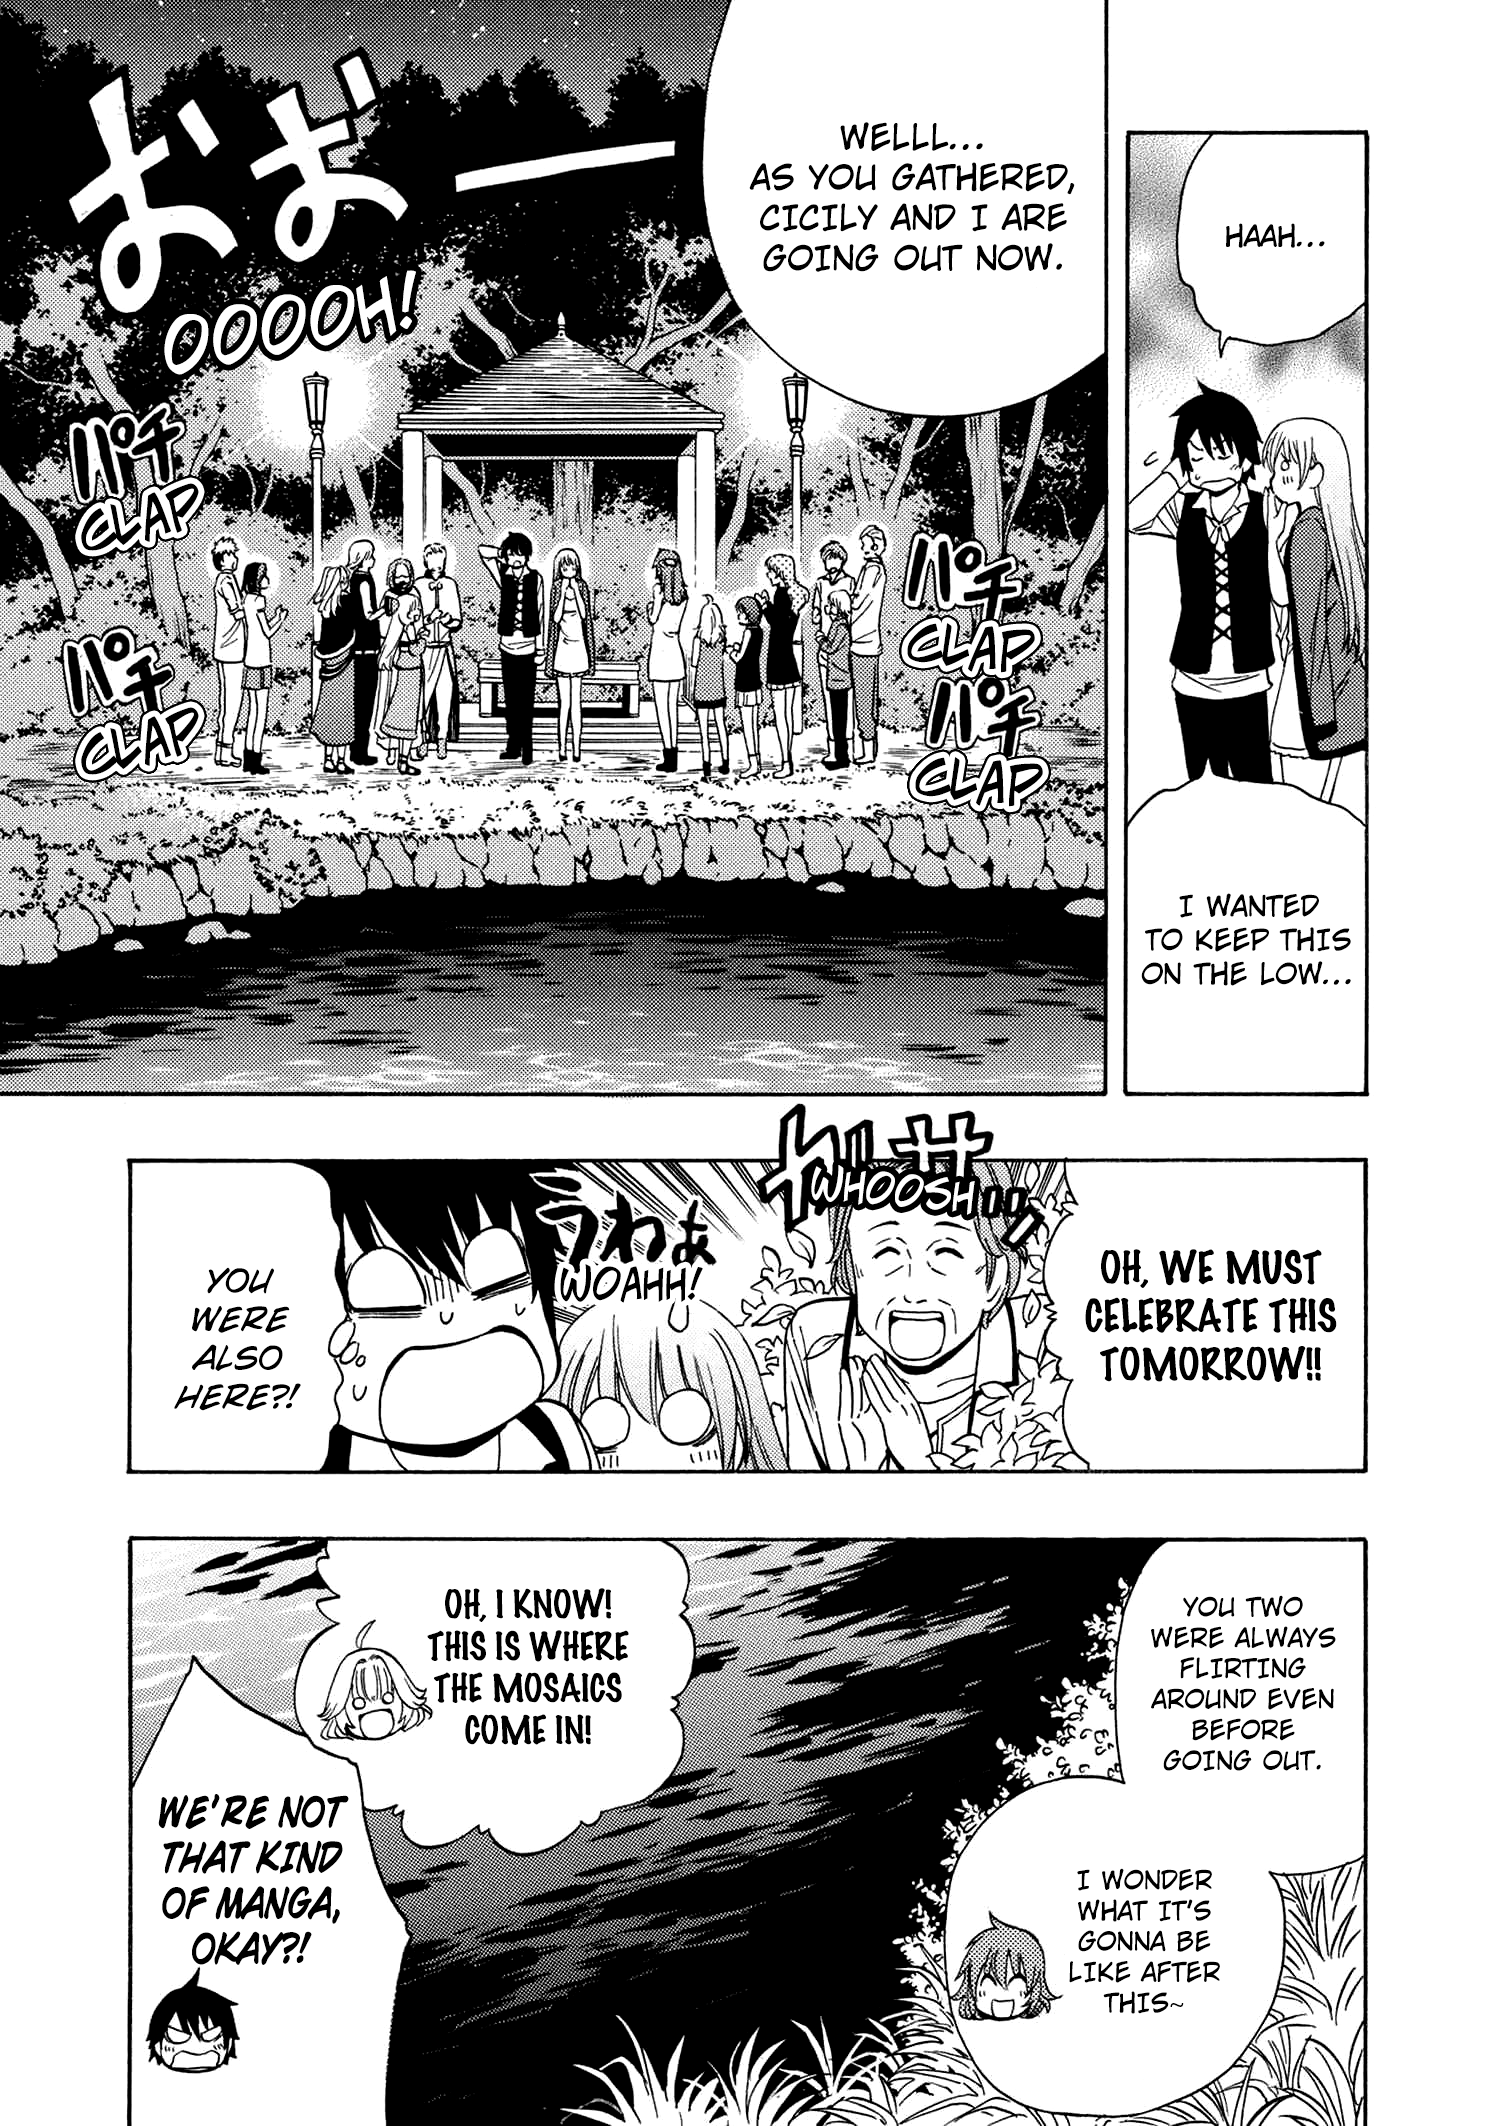 HAAH...
I WANTED
TO KEEP THIS
ON THE LOW...
WELLL...
AS YOU GATHERED,
CICILY AND I ARE
GOING OUT NOW.
おぉー
OOOOH!
パチ
CLAP
パチ
CLAP
パチ
CLAP
パチ
CLAP
OH, WE MUST
CELEBRATE THIS
TOMORROW!!
ガサ
WHOOSH
うわぁ
WOAHH!
YOU
WERE
ALSO
HERE?!
YOU TWO
WERE ALWAYS
FLIRTING
AROUND EVEN
BEFORE
GOING OUT.
I WONDER
WHAT IT'S
GONNA BE
LIKE AFTER
THIS~
OH, I KNOW!
THIS IS WHERE
THE MOSAICS
COME IN!
WE'RE NOT
THAT KIND
OF MANGA,
OKAY?!